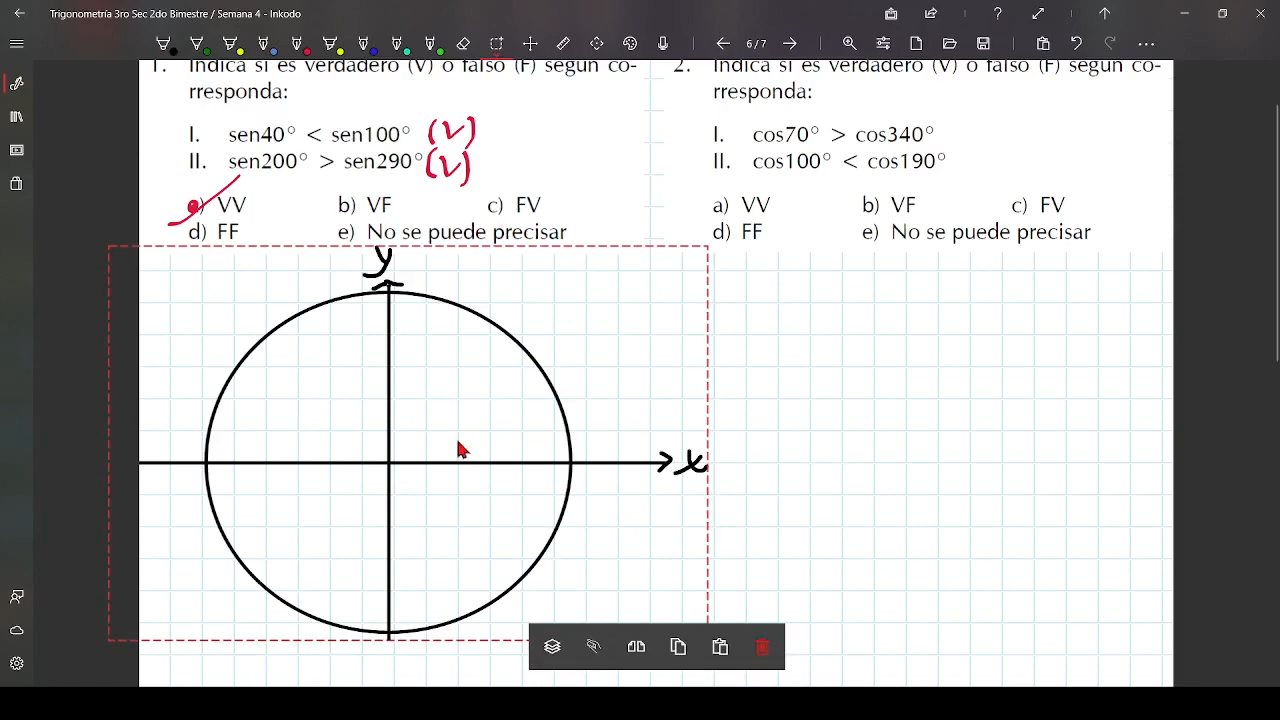 Trigonometría 3ro Sec 2do Bimestre / Semana 4 - Inkodo
6/7
1. Indica si es verdadero (V) o falso (F) según co-
rresponda:
I. sen40° < sen100° (V)
II. sen200° > sen290° (V)
a) VV b) VF c) FV
d) FF e) No se puede precisar
2. Indica si es verdadero (V) o falso (F) según co-
rresponda:
I. cos70° > cos340°
II. cos100° < cos190°
a) VV b) VF c) FV
d) FF e) No se puede precisar
y
x